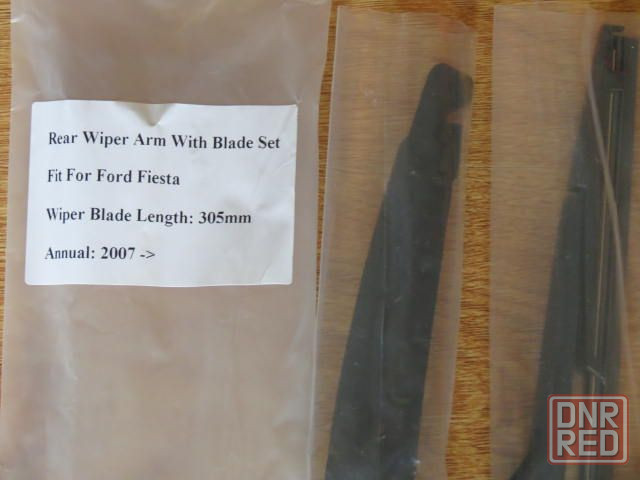 Rear Wiper Arm With Blade Set
Fit For Ford Fiesta
Wiper Blade Length: 305mm
Annual: 2007 ->
DNR
RED